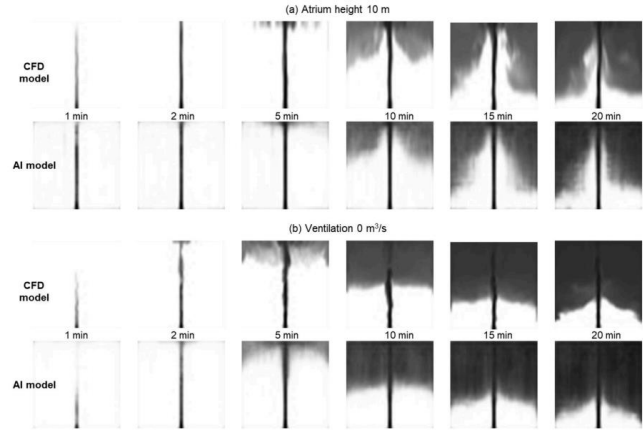 (a) Atrium height 10 m
CFD model
1 min 2 min 5 min 10 min 15 min 20 min
AI model
(b) Ventilation 0 m³/s
CFD model
1 min 2 min 5 min 10 min 15 min 20 min
AI model